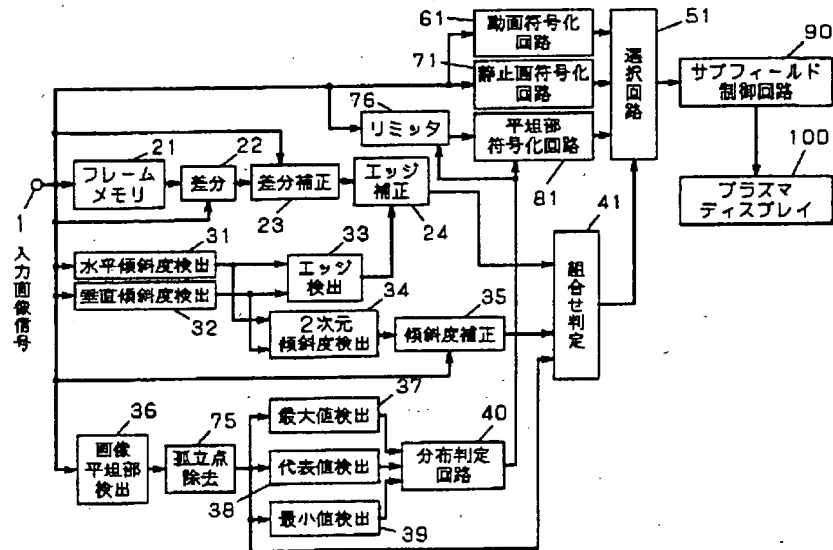 61
動画符号化
回路
71
静止画符号化
回路
76
リミッタ
平坦部
符号化回路
81
51
選択回路
90
サブフィールド
制御回路
100
プラズマ
ディスプレイ
21
フレーム
メモリ
22
差分
差分補正
23
エッジ
補正
24
1
入力画像信号
31
水平傾斜度検出
垂直傾斜度検出
32
33
エッジ
検出
34
2次元
傾斜度検出
35
傾斜度補正
41
組合せ判定
36
画像
平坦部
検出
75
孤立点
除去
37
最大値検出
代表値検出
38
最小値検出
39
40
分布判定
回路